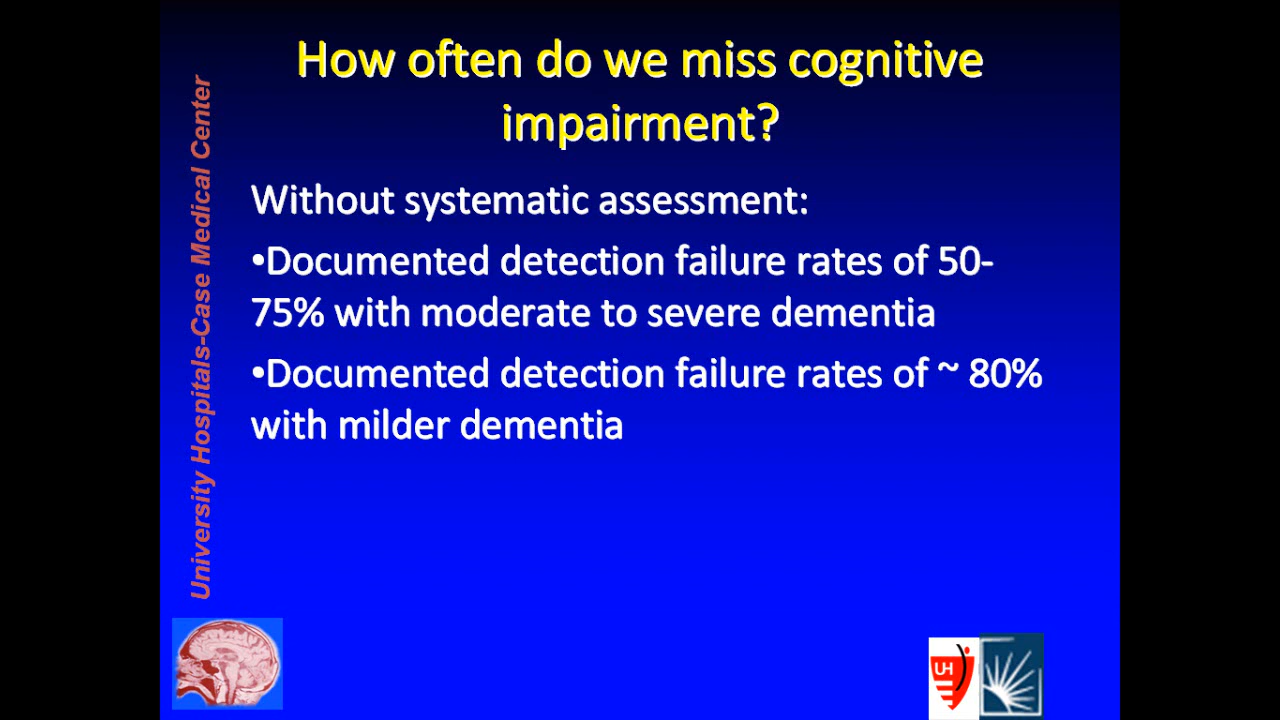 How often do we miss cognitive
impairment?
Without systematic assessment:
•Documented detection failure rates of 50-
75% with moderate to severe dementia
•Documented detection failure rates of ~ 80%
with milder dementia
University Hospitals-Case Medical Center
UH